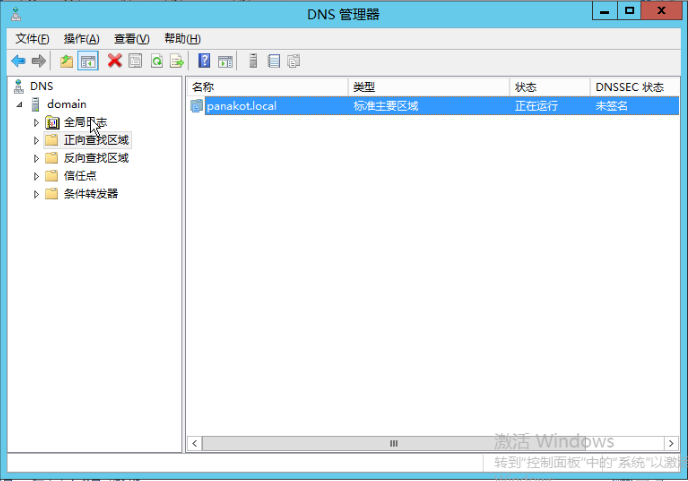 DNS 管理器
文件(F) 操作(A) 查看(V) 帮助(H)
DNS
domain
全局日志
正向查找区域
反向查找区域
信任点
条件转发器
名称 类型 状态 DNSSEC 状态
panakot.local 标准主要区域 正在运行 未签名
激活 Windows
转到"控制面板"中的"系统"以激